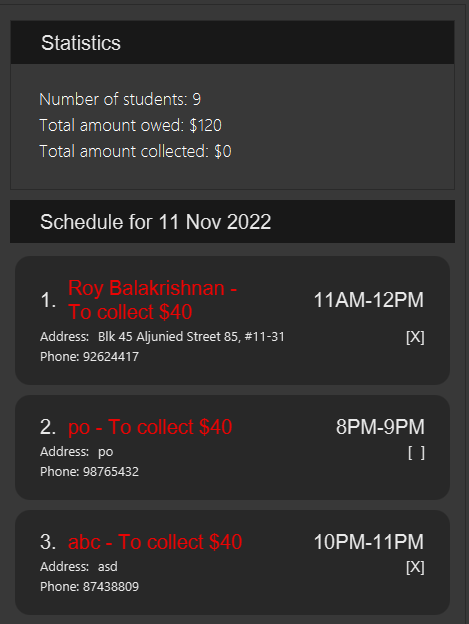 Statistics
Number of students: 9
Total amount owed: $120
Total amount collected: $0
Schedule for 11 Nov 2022
1. Roy Balakrishnan -
To collect $40 11AM-12PM
Address: Blk 45 Aljunied Street 85, #11-31 [X]
Phone: 92624417
2. po - To collect $40 8PM-9PM
Address: po [ ]
Phone: 98765432
3. abc - To collect $40 10PM-11PM
Address: asd [X]
Phone: 87438809